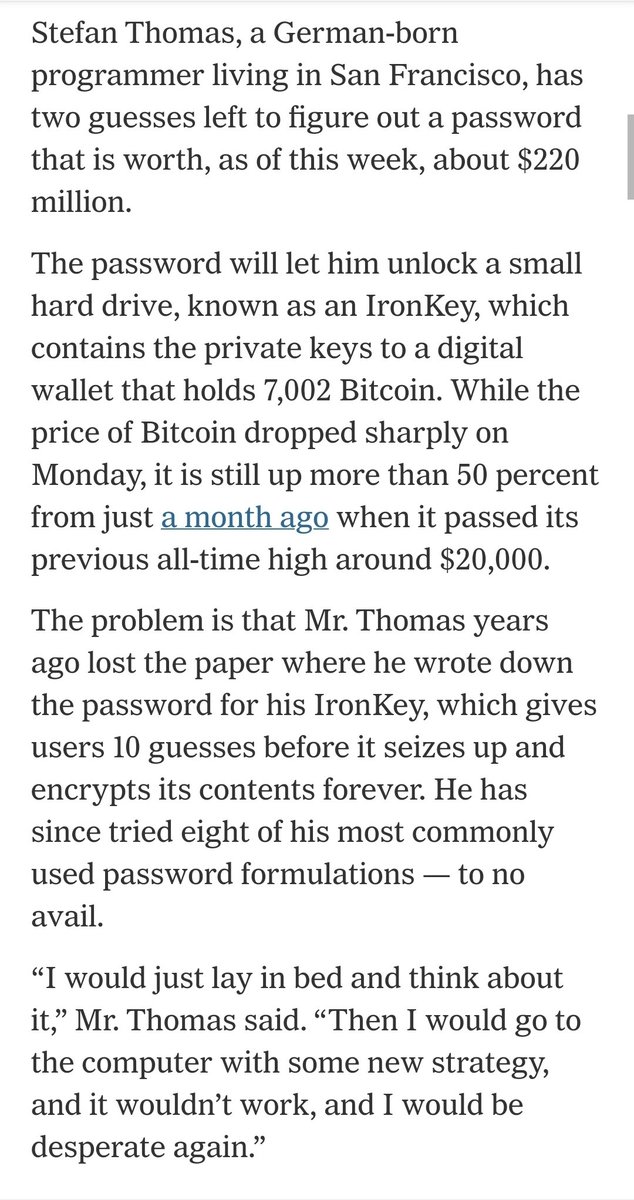 Stefan Thomas, a German-born
programmer living in San Francisco, has
two guesses left to figure out a password
that is worth, as of this week, about $220
million.
The password will let him unlock a small
hard drive, known as an IronKey, which
contains the private keys to a digital
wallet that holds 7,002 Bitcoin. While the
price of Bitcoin dropped sharply on
Monday, it is still up more than 50 percent
from just a month ago when it passed its
previous all-time high around $20,000.
The problem is that Mr. Thomas years
ago lost the paper where he wrote down
the password for his IronKey, which gives
users 10 guesses before it seizes up and
encrypts its contents forever. He has
since tried eight of his most commonly
used password formulations — to no
avail.
“I would just lay in bed and think about
it,” Mr. Thomas said. “Then I would go to
the computer with some new strategy,
and it wouldn’t work, and I would be
desperate again.”